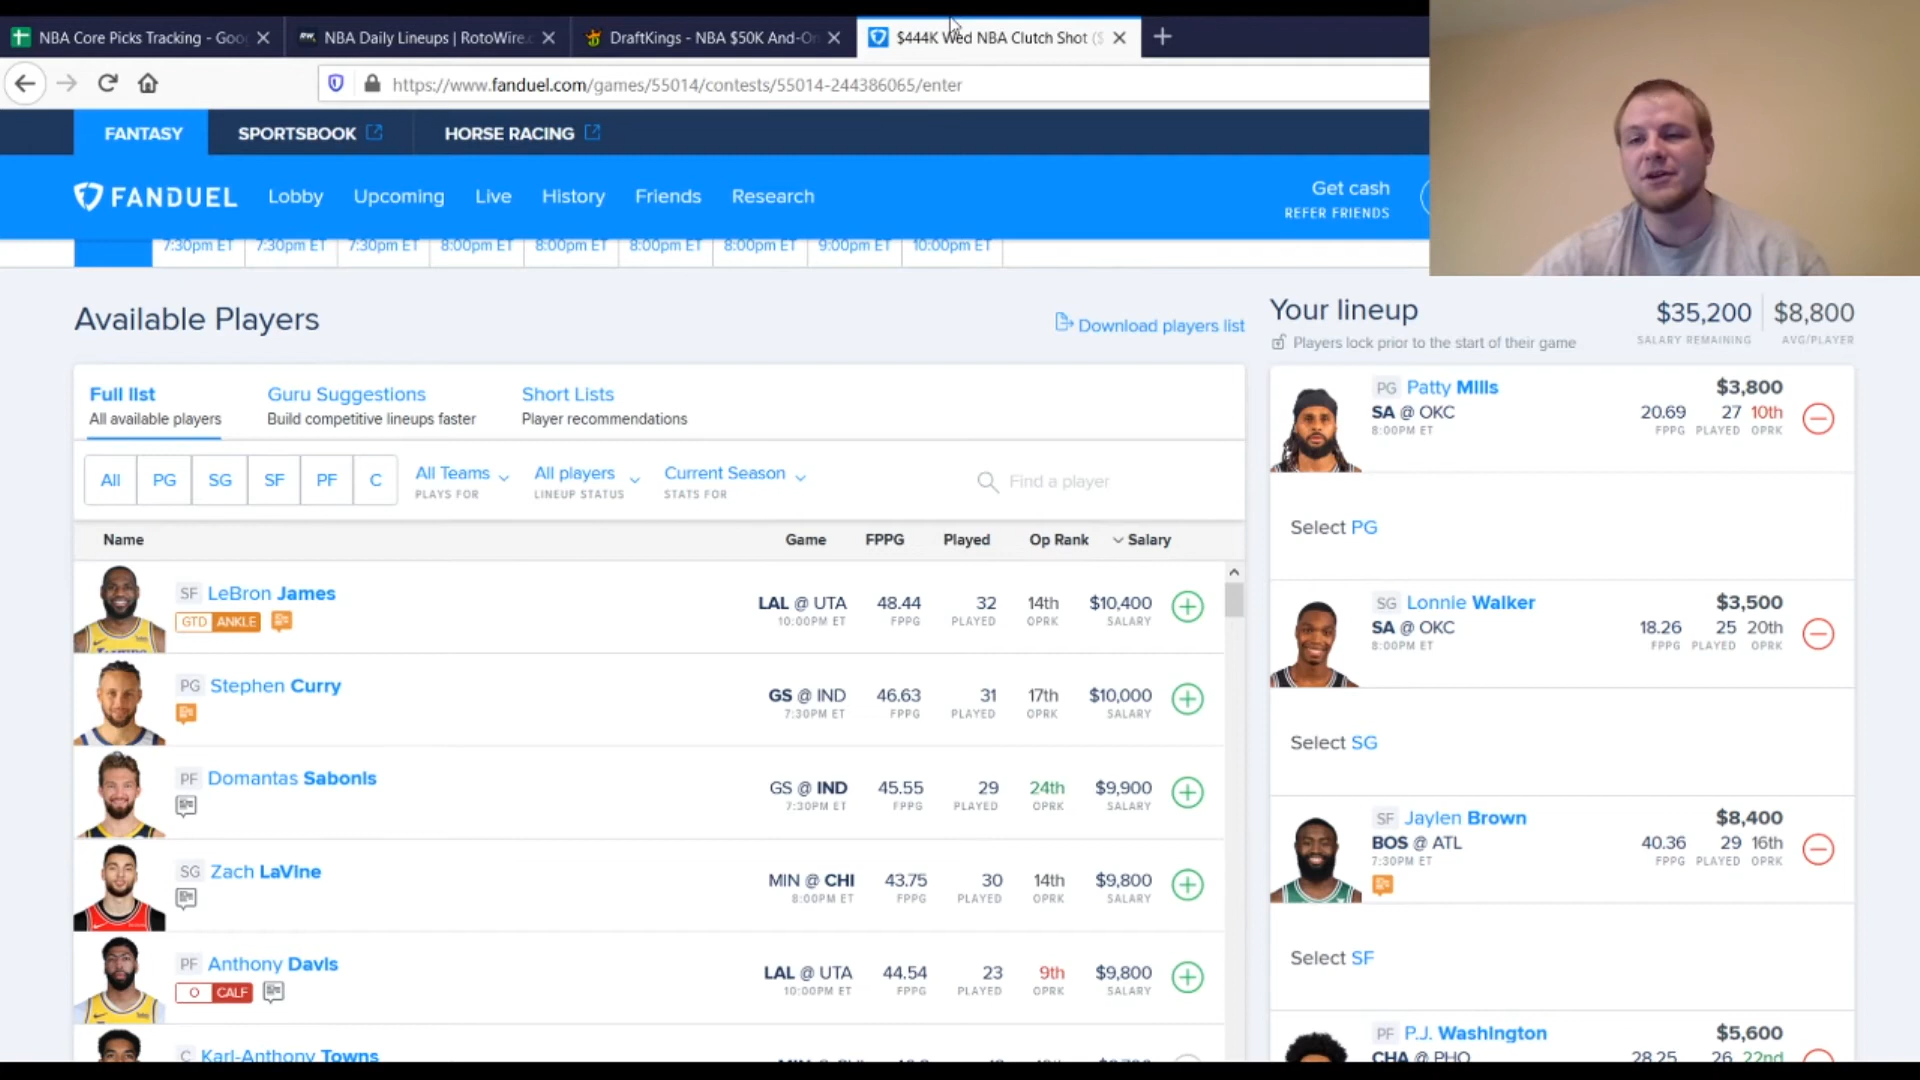 NBA Core Picks Tracking - Goo
NBA Daily Lineups | RotoWire.c
DraftKings - NBA $50K And-On
$444K Wed NBA Clutch Shot ($
https://www.fanduel.com/games/55014/contests/55014-244386065/enter
FANTASY
SPORTSBOOK
HORSE RACING
FANDUEL
Lobby
Upcoming
Live
History
Friends
Research
Get cash
REFER FRIENDS
7:30pm ET
7:30pm ET
7:30pm ET
8:00pm ET
8:00pm ET
8:00pm ET
8:00pm ET
9:00pm ET
10:00pm ET
Available Players
Download players list
Full list
All available players
Guru Suggestions
Build competitive lineups faster
Short Lists
Player recommendations
All
PG
SG
SF
PF
C
All Teams
PLAYS FOR
All players
LINEUP STATUS
Current Season
STATS FOR
Find a player
Name Game FPPG Played Op Rank Salary
SF LeBron James
GTD ANKLE
LAL @ UTA 48.44 32 14th $10,400
10:00PM ET FPPG PLAYED OPRK SALARY
PG Stephen Curry
GS @ IND 46.63 31 17th $10,000
7:30PM ET FPPG PLAYED OPRK SALARY
PF Domantas Sabonis
GS @ IND 45.55 29 24th $9,900
7:30PM ET FPPG PLAYED OPRK SALARY
SG Zach LaVine
MIN @ CHI 43.75 30 14th $9,800
8:00PM ET FPPG PLAYED OPRK SALARY
PF Anthony Davis
O CALF
LAL @ UTA 44.54 23 9th $9,800
10:00PM ET FPPG PLAYED OPRK SALARY
C Karl-Anthony Towns
Your lineup
Players lock prior to the start of their game
$35,200
SALARY REMAINING
$8,800
AVG/PLAYER
PG Patty Mills $3,800
SA @ OKC 20.69 27 10th
8:00PM ET FPPG PLAYED OPRK
Select PG
SG Lonnie Walker $3,500
SA @ OKC 18.26 25 20th
8:00PM ET FPPG PLAYED OPRK
Select SG
SF Jaylen Brown $8,400
BOS @ ATL 40.36 29 16th
7:30PM ET FPPG PLAYED OPRK
Select SF
PF P.J. Washington $5,600
CHA @ PHO 28.25 26 22nd